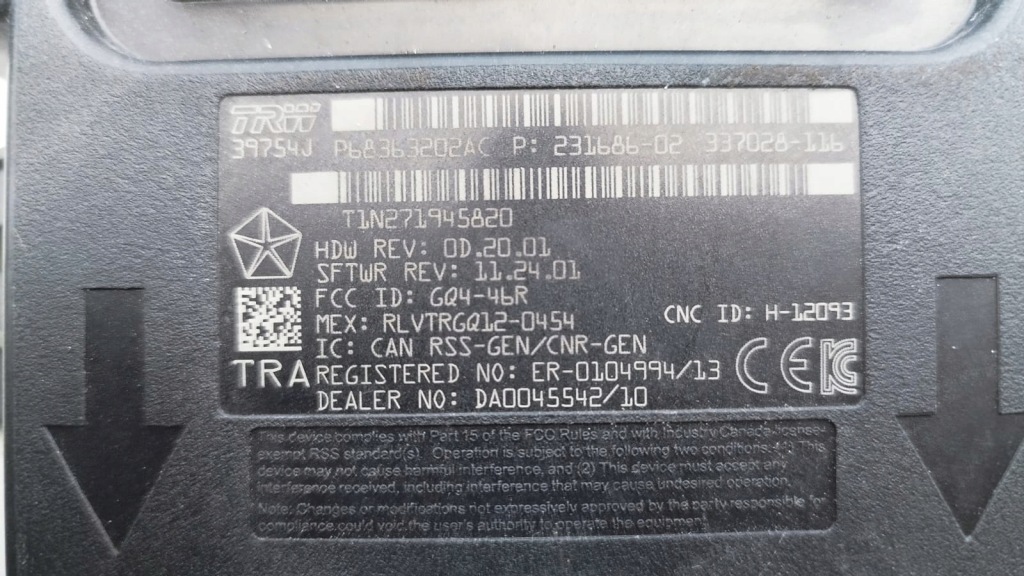 TRW
39754J P68363202AC P: 231686-02 337028-116
T1N271945820
HDW REV: 0D.20.01
SFTWR REV: 11.24.01
FCC ID: GQ4-46R
MEX: RLVTRGQ12-0454 CNC ID: H-12093
IC: CAN RSS-GEN/CNR-GEN
TRA REGISTERED NO: ER-0104994/13 CE KC
DEALER NO: DA0045542/10
This device complies with Part 15 of the FCC Rules and with Industry Canada license
exempt RSS standard(s). Operation is subject to the following two conditions: (1) This
device may not cause harmful interference, and (2) This device must accept any
interference received, including interference that may cause undesired operation.
Note: Changes or modifications not expressively approved by the party responsible for
compliance could void the user's authority to operate the equipment.